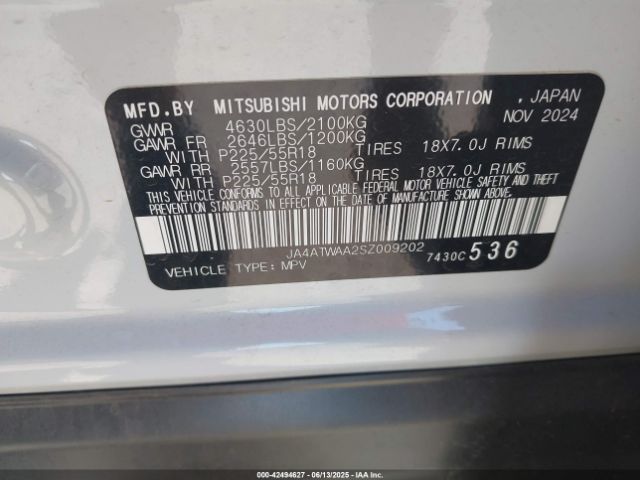 MFD.BY MITSUBISHI MOTORS CORPORATION , JAPAN
NOV 2024
GVWR 4630LBS/2100KG
GAWR FR 2646LBS/1200KG
WITH P225/55R18 TIRES 18X7.0J RIMS
GAWR RR 2557LBS/1160KG
WITH P225/55R18 TIRES 18X7.0J RIMS
THIS VEHICLE CONFORMS TO ALL APPLICABLE FEDERAL MOTOR VEHICLE SAFETY AND THEFT
PREVENTION STANDARDS IN EFFECT ON THE DATE OF MANUFACTURE SHOWN ABOVE.
JA4ATWAA2SZ009202
7430C 536
VEHICLE TYPE: MPV
000-42494627 - 06/13/2025 - IAAI.COM